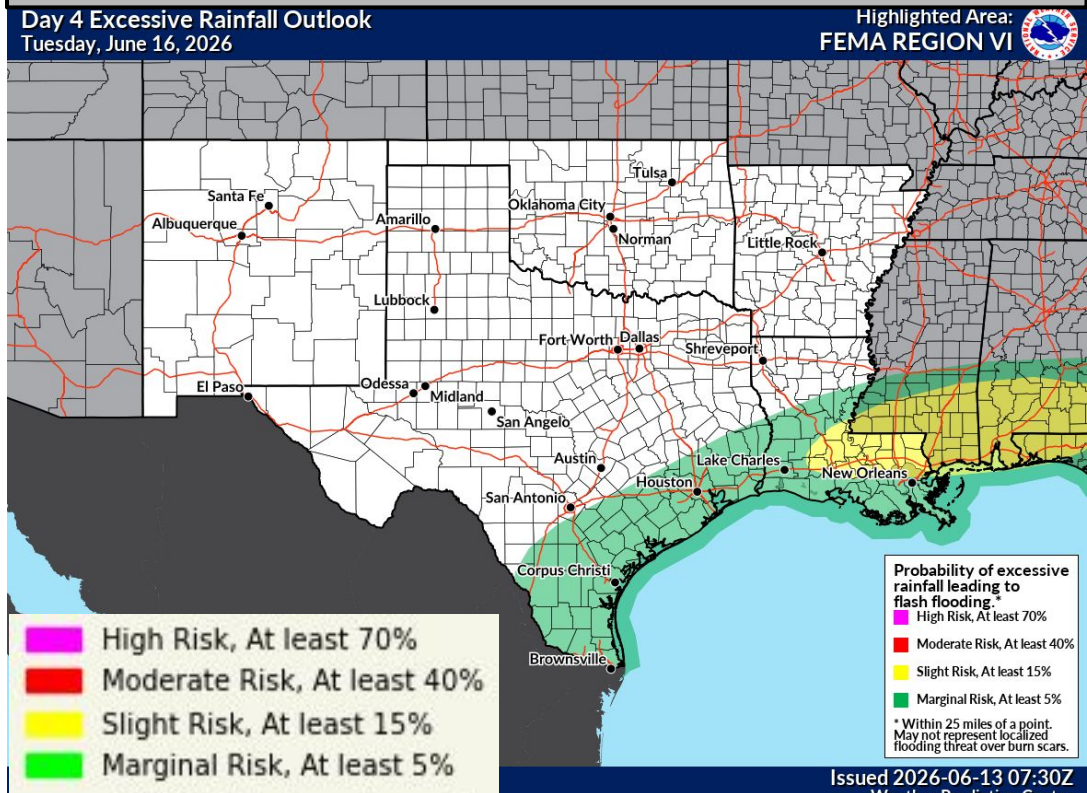 Day 4 Excessive Rainfall Outlook
Tuesday, June 16, 2026
Highlighted Area:
FEMA REGION VI
Santa Fe
Albuquerque
Amarillo
Tulsa
Oklahoma City
Norman
Little Rock
Lubbock
Fort Worth
Dallas
Shreveport
El Paso
Odessa
Midland
San Angelo
Austin
Lake Charles
Houston
New Orleans
San Antonio
Corpus Christi
Brownsville
Probability of excessive
rainfall leading to
flash flooding.*
High Risk, At least 70%
Moderate Risk, At least 40%
Slight Risk, At least 15%
Marginal Risk, At least 5%
* Within 25 miles of a point.
May not represent localized
flooding threat over burn scars.
High Risk, At least 70%
Moderate Risk, At least 40%
Slight Risk, At least 15%
Marginal Risk, At least 5%
Issued 2026-06-13 07:30Z